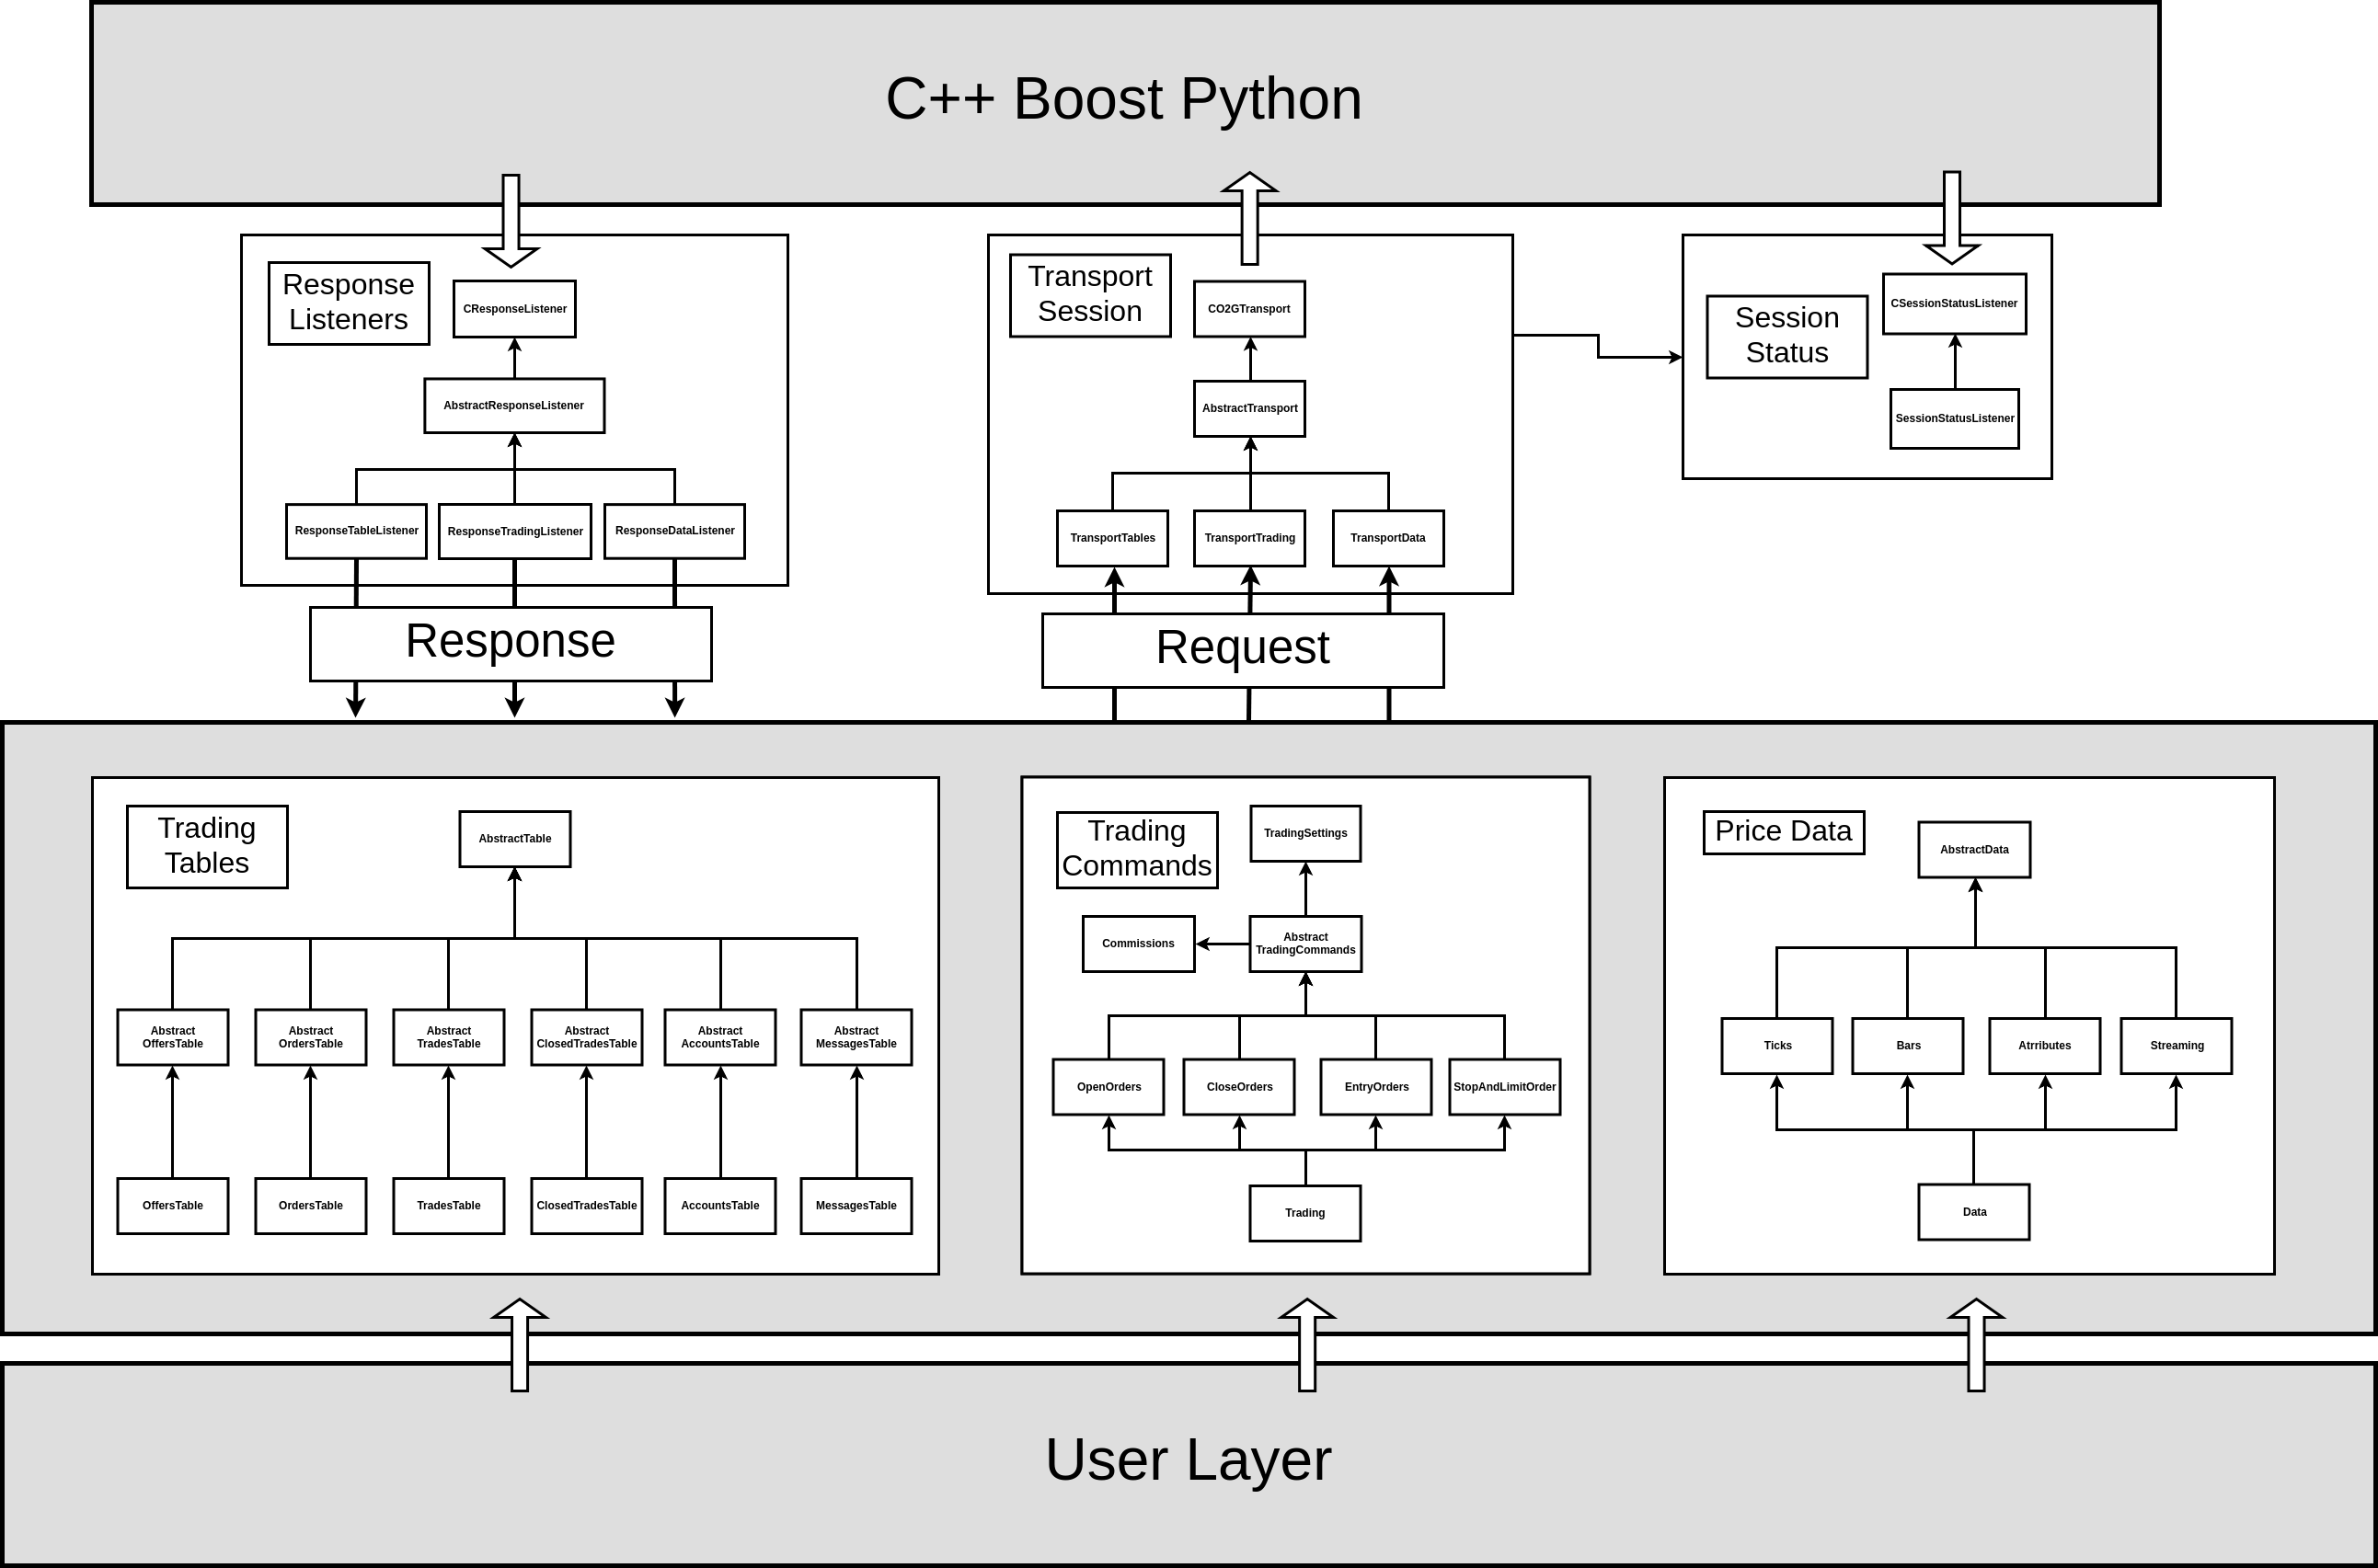 C++ Boost Python
Response
Listeners
CResponseListener
AbstractResponseListener
ResponseTableListener
ResponseTradingListener
ResponseDataListener
Transport
Session
CO2GTransport
AbstractTransport
TransportTables
TransportTrading
TransportData
Session
Status
CSessionStatusListener
SessionStatusListener
Response
Request
Trading
Tables
AbstractTable
Abstract
OffersTable
Abstract
OrdersTable
Abstract
TradesTable
Abstract
ClosedTradesTable
Abstract
AccountsTable
Abstract
MessagesTable
OffersTable
OrdersTable
TradesTable
ClosedTradesTable
AccountsTable
MessagesTable
Trading
Commands
TradingSettings
Commissions
Abstract
TradingCommands
OpenOrders
CloseOrders
EntryOrders
StopAndLimitOrder
Trading
Price Data
AbstractData
Ticks
Bars
Atrributes
Streaming
Data
User Layer